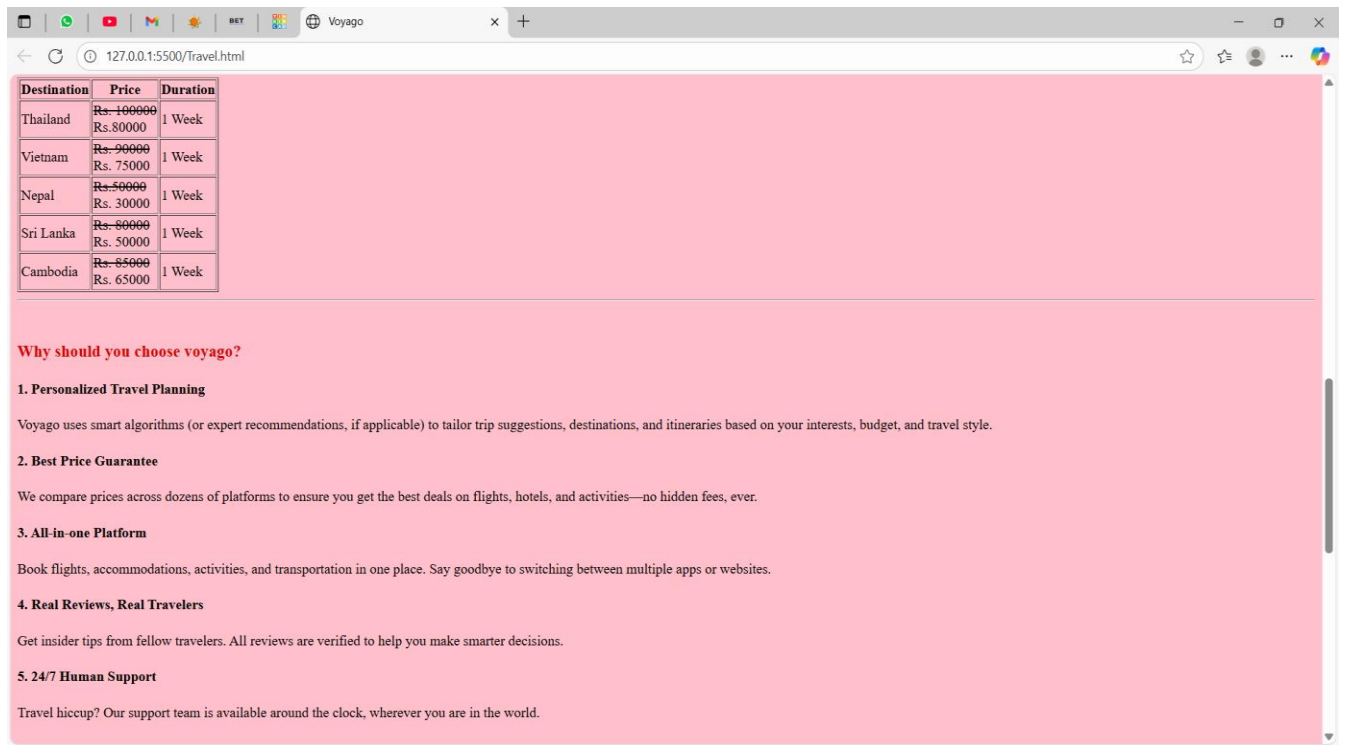 BET
Voyago
127.0.0.1:5500/Travel.html
Destination Price Duration
Thailand Rs. 100000 1 Week
Rs.80000
Vietnam Rs. 90000 1 Week
Rs. 75000
Nepal Rs.50000 1 Week
Rs. 30000
Sri Lanka Rs. 80000 1 Week
Rs. 50000
Cambodia Rs. 85000 1 Week
Rs. 65000
Why should you choose voyago?
1. Personalized Travel Planning
Voyago uses smart algorithms (or expert recommendations, if applicable) to tailor trip suggestions, destinations, and itineraries based on your interests, budget, and travel style.
2. Best Price Guarantee
We compare prices across dozens of platforms to ensure you get the best deals on flights, hotels, and activities—no hidden fees, ever.
3. All-in-one Platform
Book flights, accommodations, activities, and transportation in one place. Say goodbye to switching between multiple apps or websites.
4. Real Reviews, Real Travelers
Get insider tips from fellow travelers. All reviews are verified to help you make smarter decisions.
5. 24/7 Human Support
Travel hiccup? Our support team is available around the clock, wherever you are in the world.